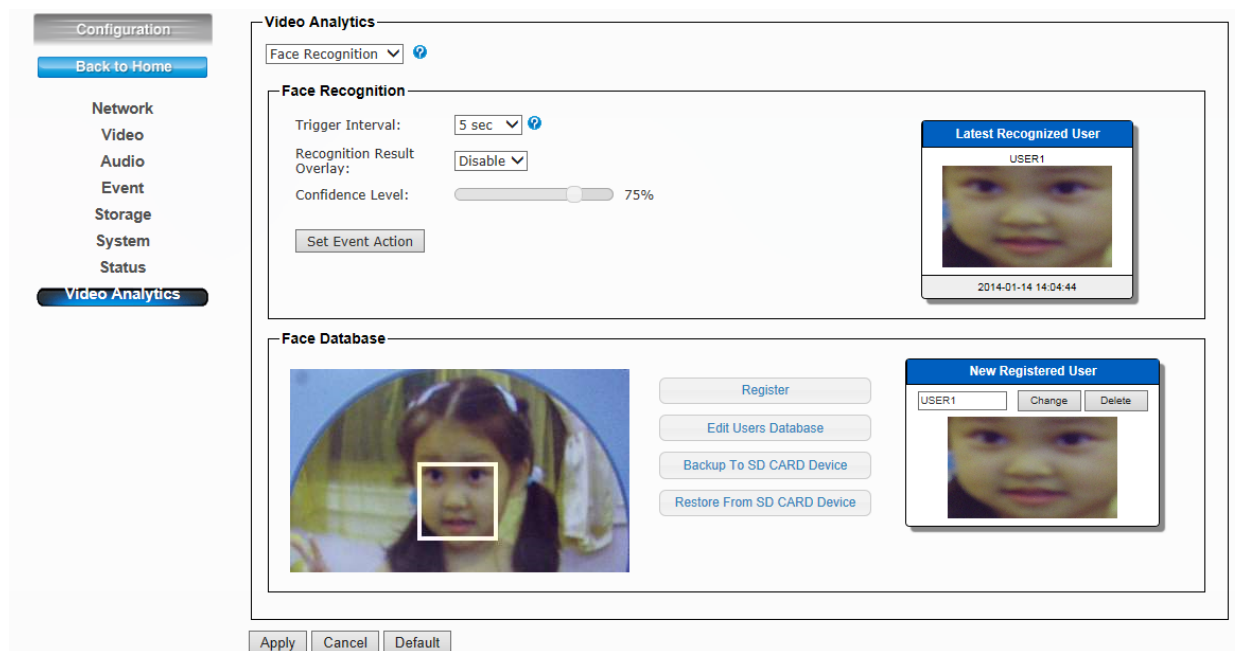 Configuration
Back to Home
Network
Video
Audio
Event
Storage
System
Status
Video Analytics
Video Analytics
Face Recognition
Face Recognition
Trigger Interval:
5 sec
Recognition Result
Overlay:
Disable
Confidence Level:
75%
Set Event Action
Latest Recognized User
USER1
2014-01-14 14:04:44
Face Database
Register
Edit Users Database
Backup To SD CARD Device
Restore From SD CARD Device
New Registered User
USER1
Change
Delete
Apply
Cancel
Default